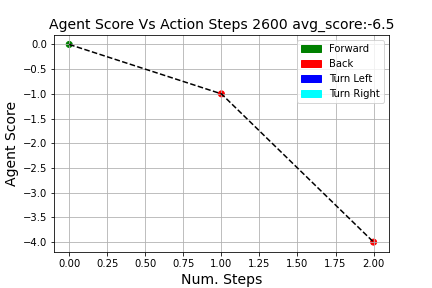 Agent Score Vs Action Steps 2600 avg_score:-6.5
Forward
Back
Turn Left
Turn Right
0.0
−0.5
−1.0
−1.5
−2.0
−2.5
−3.0
−3.5
−4.0
Agent Score
0.00 0.25 0.50 0.75 1.00 1.25 1.50 1.75 2.00
Num. Steps